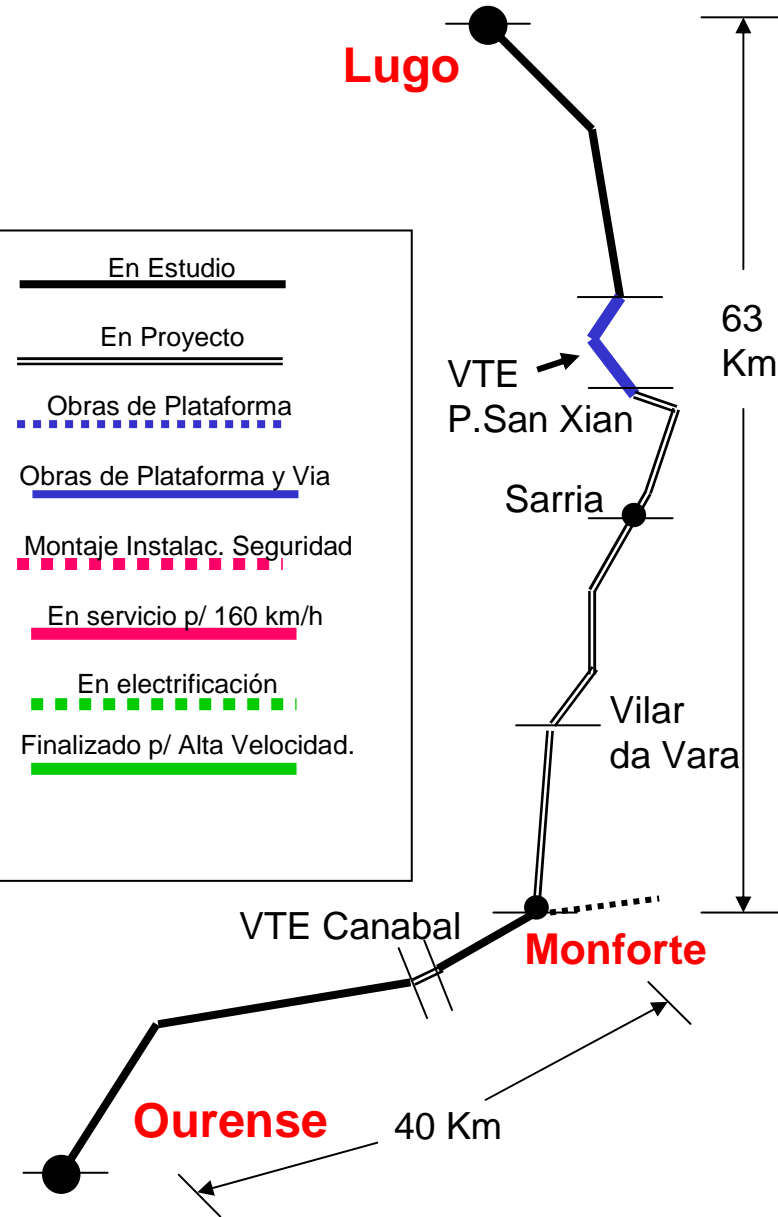 Lugo
En Estudio
En Proyecto
Obras de Plataforma
Obras de Plataforma y Via
Montaje Instalac. Seguridad
En servicio p/ 160 km/h
En electrificación
Finalizado p/ Alta Velocidad.
63
Km
VTE
P.San Xian
Sarria
Vilar
da Vara
VTE Canabal
Monforte
Ourense
40 Km